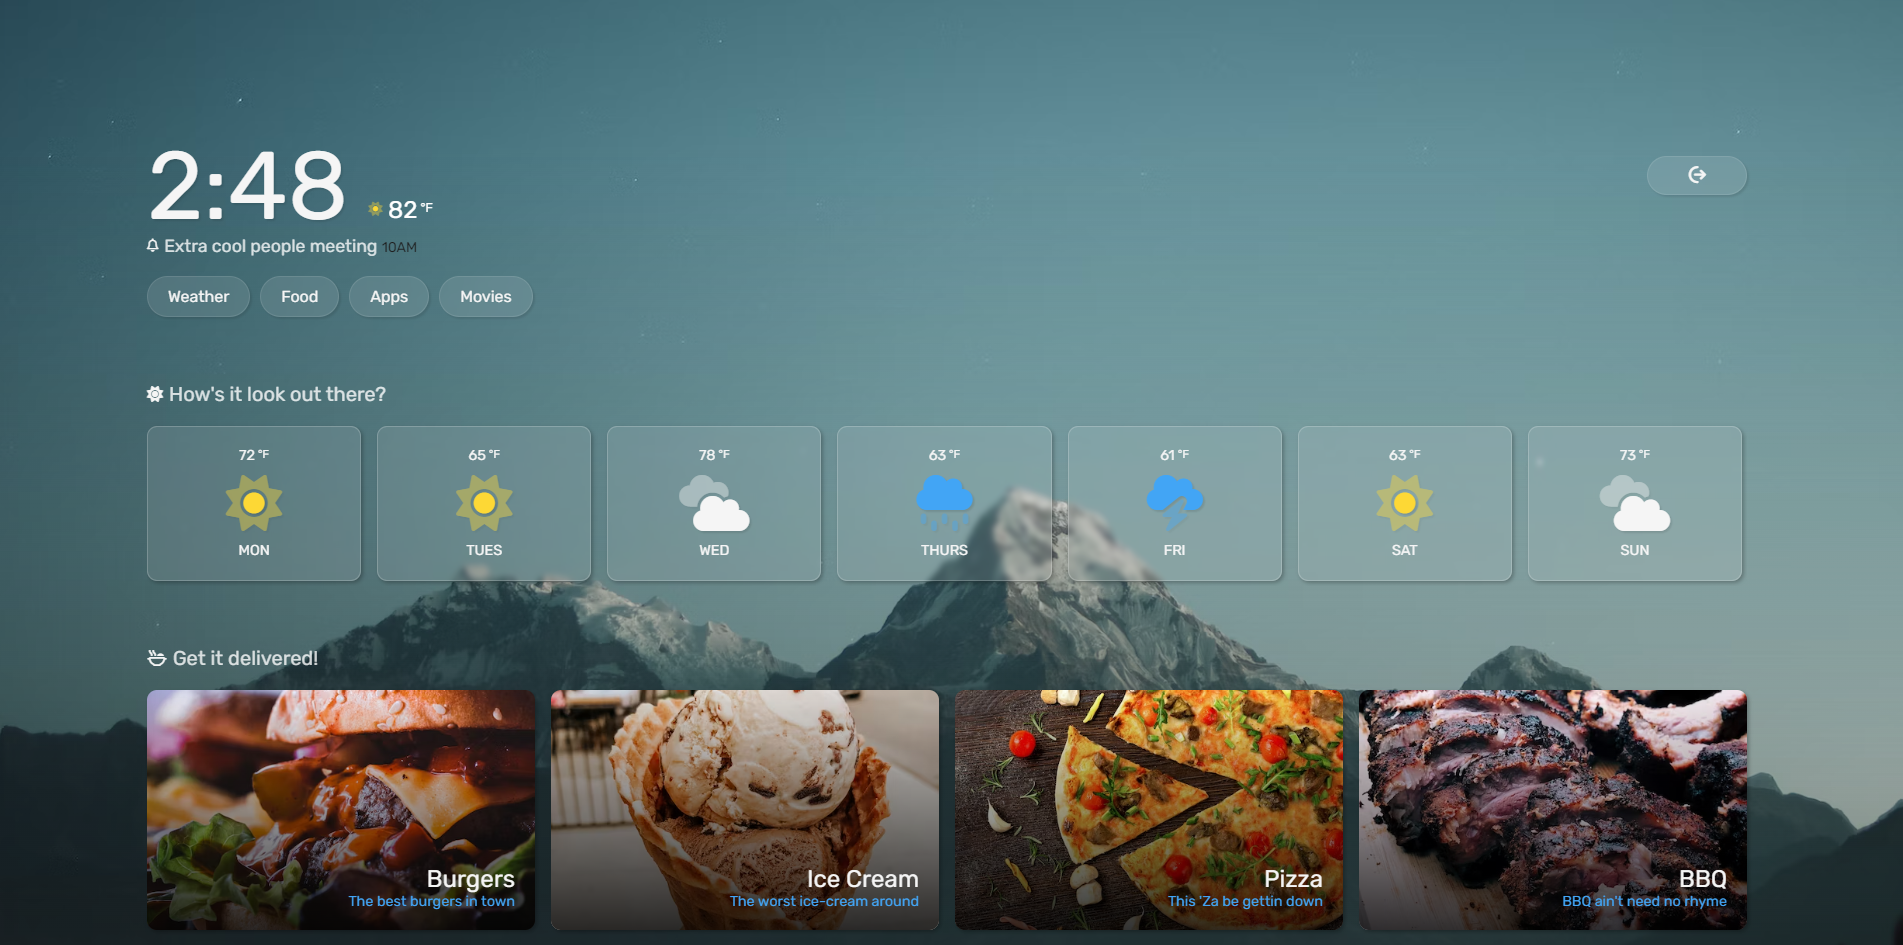 2:48
82 °F
Extra cool people meeting 10AM
Weather Food Apps Movies
How's it look out there?
72 °F 65 °F 78 °F 63 °F 61 °F 63 °F 73 °F
MON TUES WED THURS FRI SAT SUN
Get it delivered!
Burgers Ice Cream Pizza BBQ
The best burgers in town The worst ice-cream around This 'Za be gettin down BBQ ain't need no rhyme